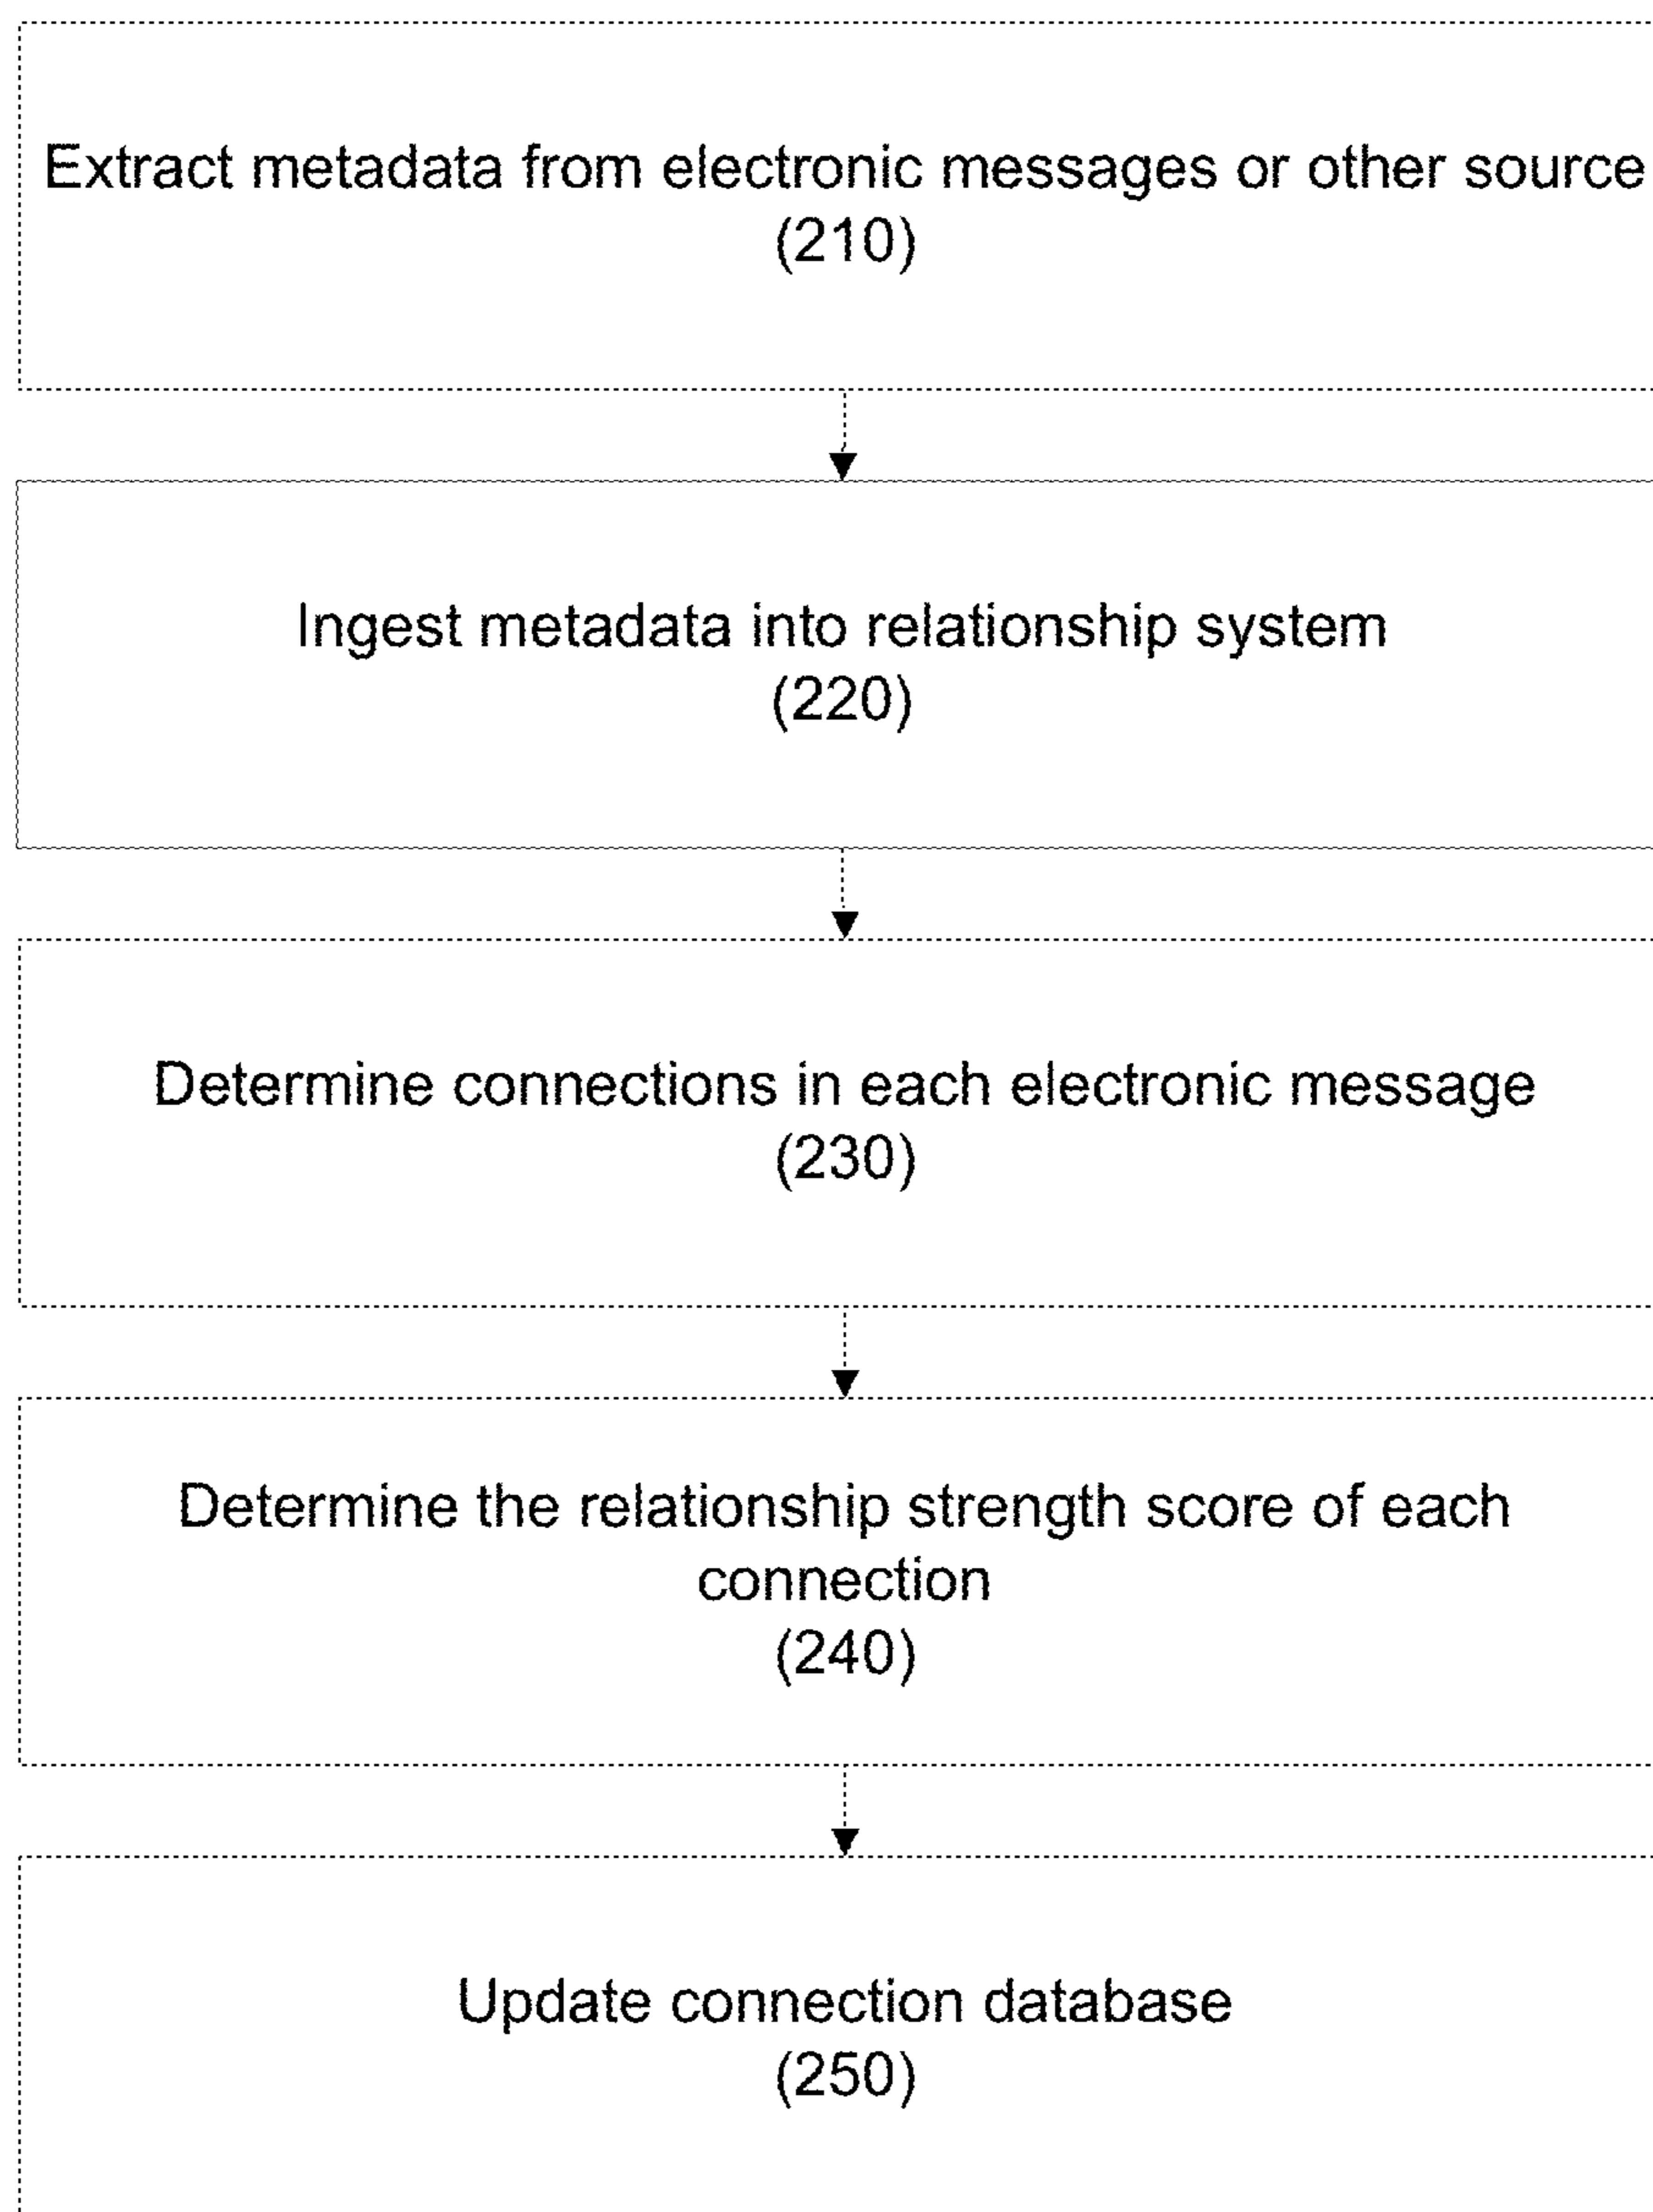 Extract metadata from electronic messages or other source
(210)
Ingest metadata into relationship system
(220)
Determine connections in each electronic message
(230)
Determine the relationship strength score of each
connection
(240)
Update connection database
(250)